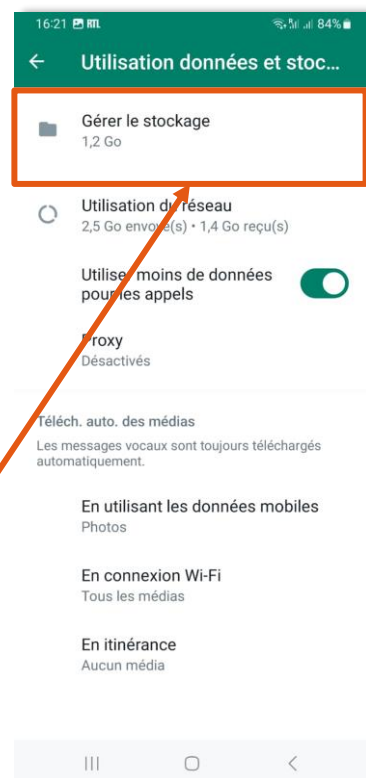 16:21 RTL 84%
Utilisation données et stoc...
Gérer le stockage
1,2 Go
Utilisation du réseau
2,5 Go envoyé(s) • 1,4 Go reçu(s)
Utiliser moins de données
pour les appels
Proxy
Désactivés
Téléch. auto. des médias
Les messages vocaux sont toujours téléchargés
automatiquement.
En utilisant les données mobiles
Photos
En connexion Wi-Fi
Tous les médias
En itinérance
Aucun média